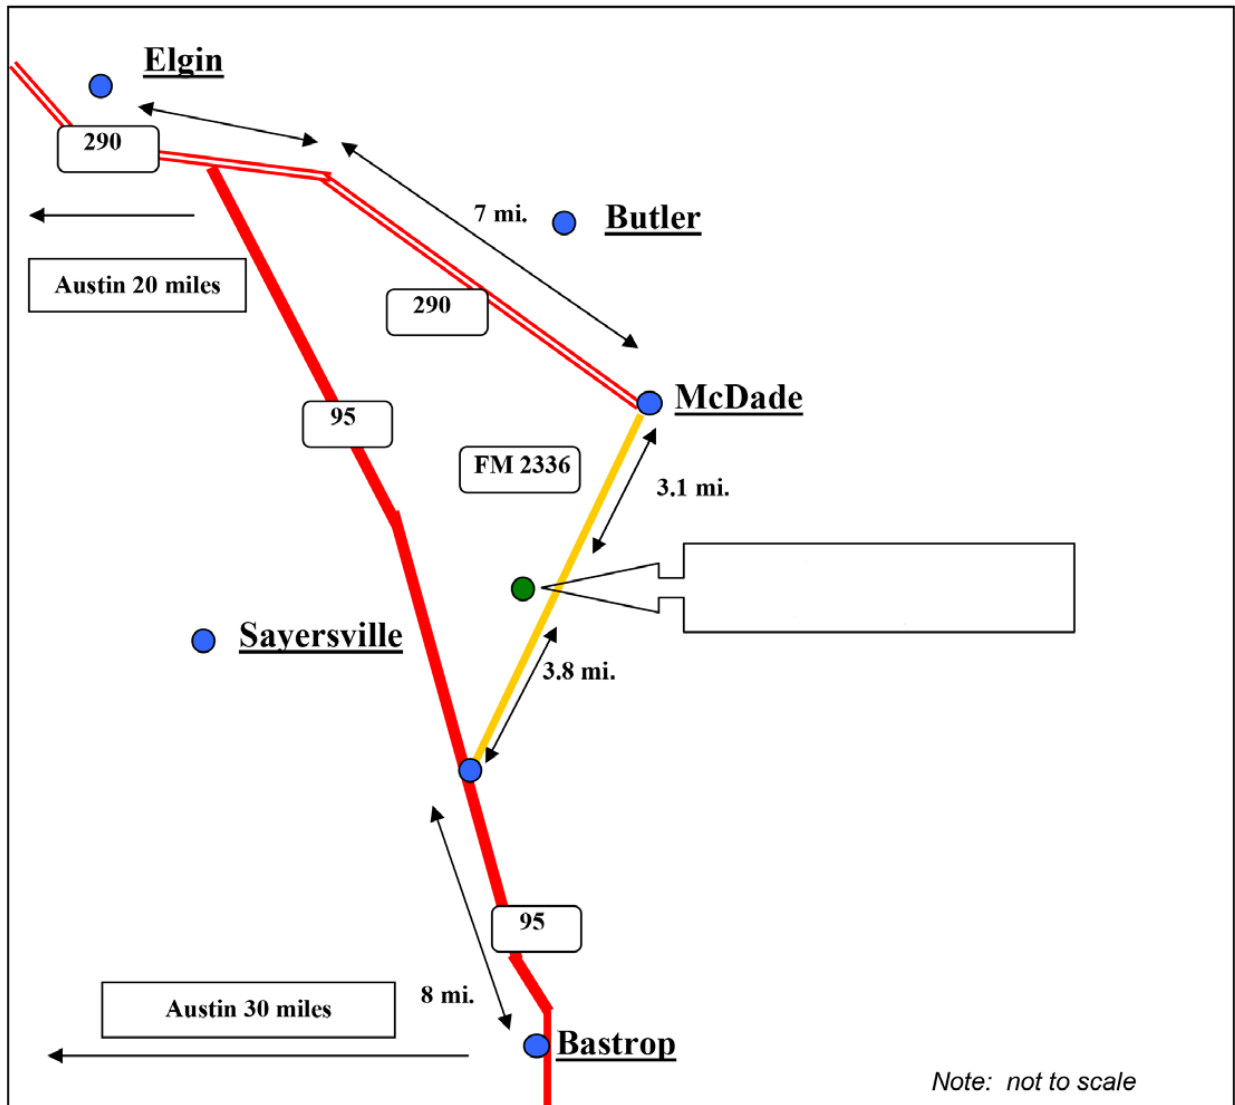 Elgin
290
7 mi.
Butler
Austin 20 miles
290
McDade
95
FM 2336
3.1 mi.
Sayersville
3.8 mi.
95
8 mi.
Austin 30 miles
Bastrop
Note: not to scale